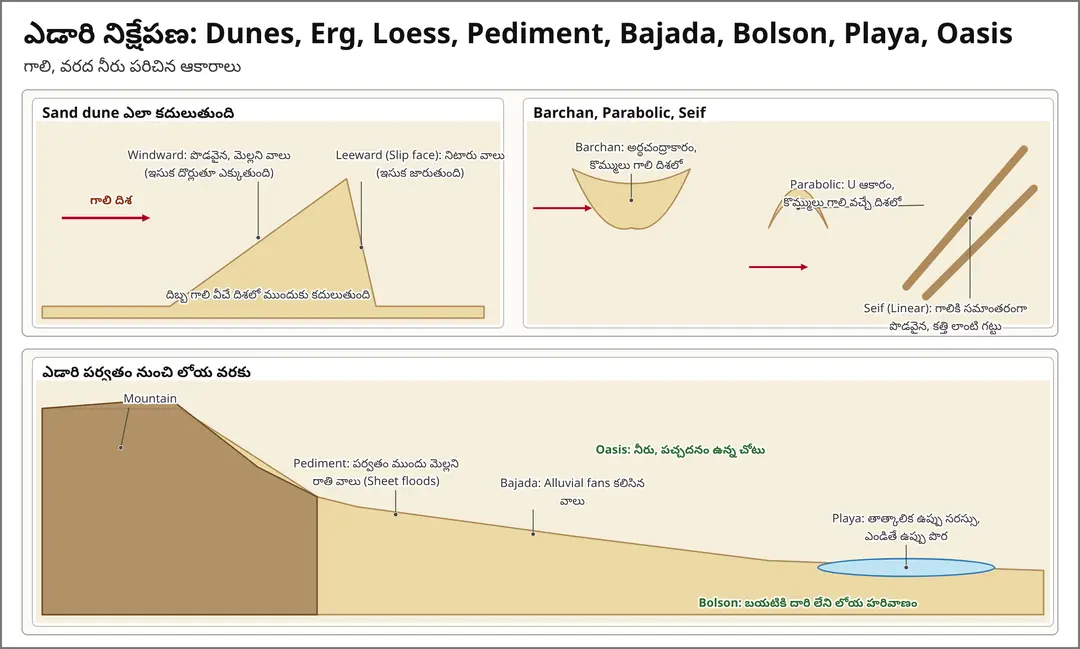 ఎడారి నిక్షేపణ: Dunes, Erg, Loess, Pediment, Bajada, Bolson, Playa, Oasis
గాలి, వరద నీరు పరిచిన ఆకారాలు
Sand dune ఎలా కదులుతుంది
Windward: పొడవైన, మెల్లని వాలు
(ఇసుక దొర్లుతూ ఎక్కుతుంది)
Leeward (Slip face): నిటారు వాలు
(ఇసుక జారుతుంది)
గాలి దిశ
దిబ్బ గాలి వీచే దిశలో ముందుకు కదులుతుంది
Barchan, Parabolic, Seif
Barchan: అర్ధచంద్రాకారం,
కొమ్ములు గాలి దిశలో
Parabolic: U ఆకారం,
కొమ్ములు గాలి వచ్చే దిశలో
Seif (Linear): గాలికి సమాంతరంగా
పొడవైన, కత్తి లాంటి గట్టు
ఎడారి పర్వతం నుంచి లోయ వరకు
Mountain
Pediment: పర్వతం ముందు మెల్లని
రాతి వాలు (Sheet floods)
Bajada: Alluvial fans కలిసిన
వాలు
Oasis: నీరు, పచ్చదనం ఉన్న చోటు
Playa: తాత్కాలిక ఉప్పు సరస్సు,
ఎండితే ఉప్పు పొర
Bolson: బయటికి దారి లేని లోయ హరివాణం